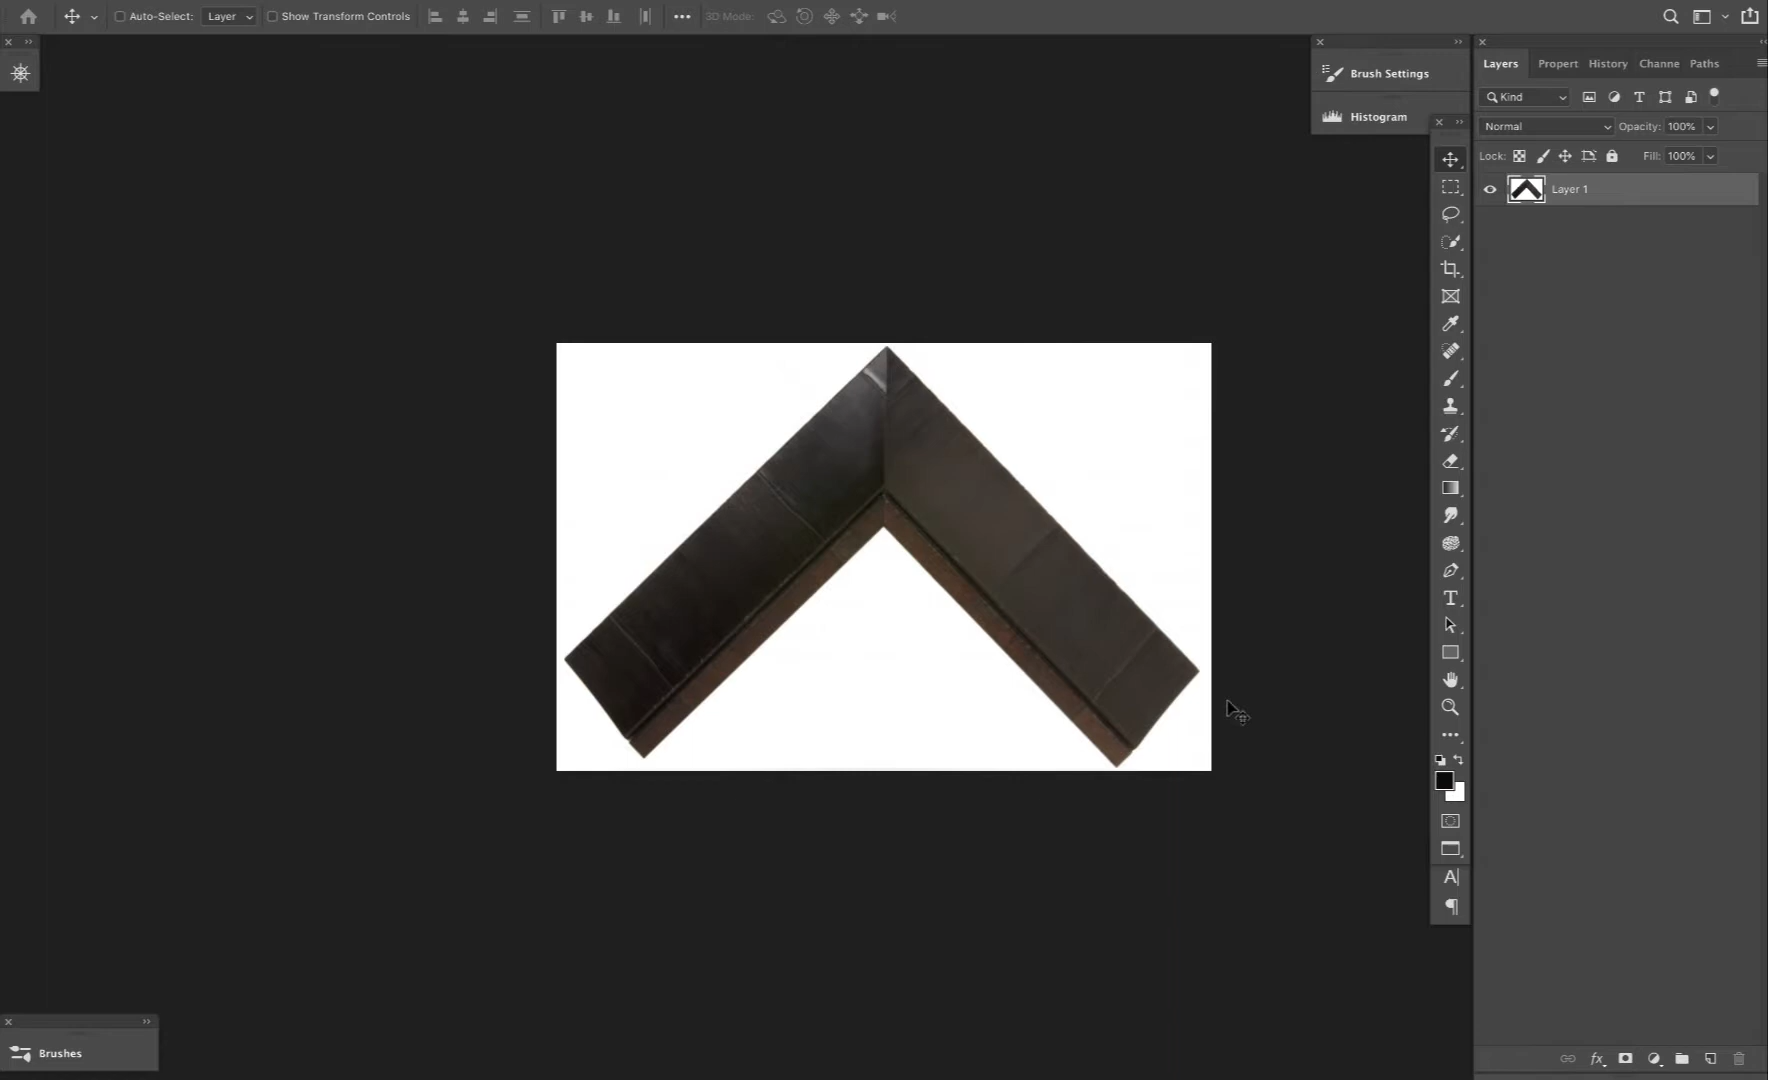 Auto-Select: Layer Show Transform Controls 3D Mode:
Brush Settings
Histogram
Layers Propert History Channe Paths
Kind
Normal Opacity: 100%
Lock: Fill: 100%
Layer 1
T
A
Brushes
fx